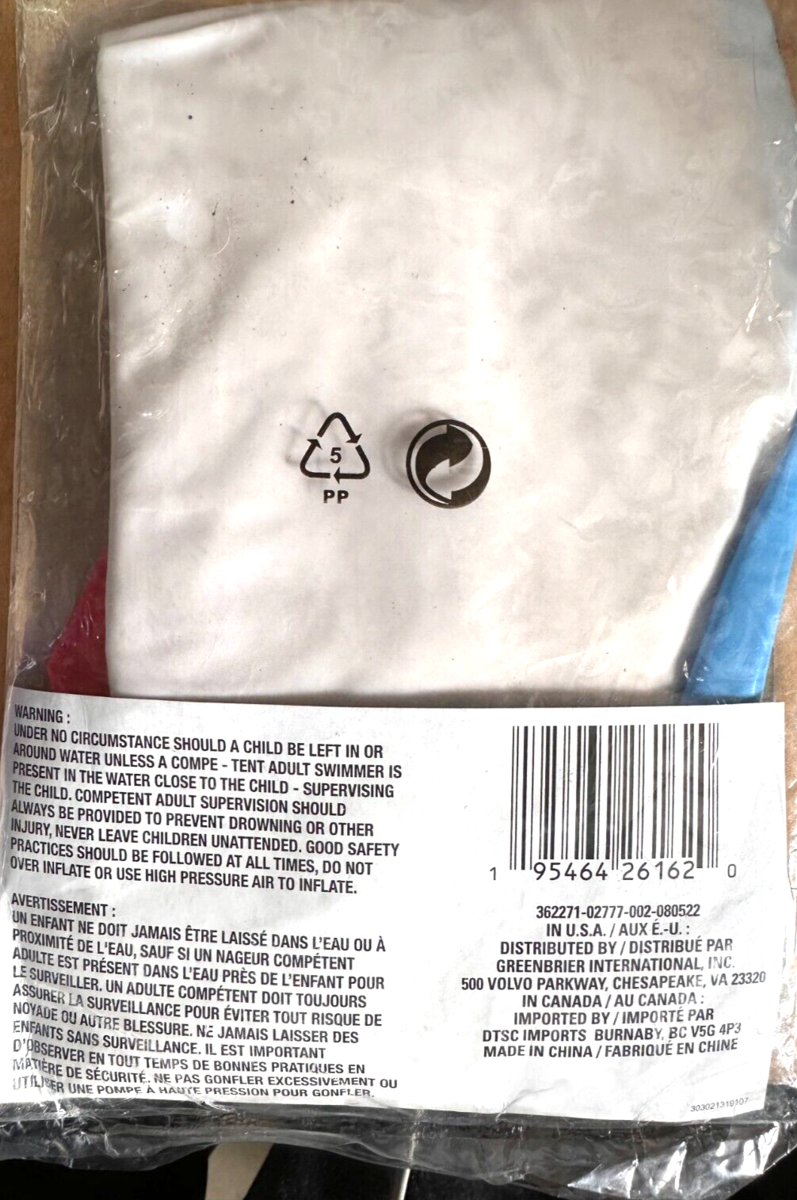 5
PP
WARNING :
UNDER NO CIRCUMSTANCE SHOULD A CHILD BE LEFT IN OR
AROUND WATER UNLESS A COMPE - TENT ADULT SWIMMER IS
PRESENT IN THE WATER CLOSE TO THE CHILD - SUPERVISING
THE CHILD. COMPETENT ADULT SUPERVISION SHOULD
ALWAYS BE PROVIDED TO PREVENT DROWNING OR OTHER
INJURY, NEVER LEAVE CHILDREN UNATTENDED. GOOD SAFETY
PRACTICES SHOULD BE FOLLOWED AT ALL TIMES, DO NOT
OVER INFLATE OR USE HIGH PRESSURE AIR TO INFLATE.
AVERTISSEMENT :
UN ENFANT NE DOIT JAMAIS ÊTRE LAISSÉ DANS L'EAU OU À
PROXIMITÉ DE L'EAU, SAUF SI UN NAGEUR COMPÉTENT
ADULTE EST PRÉSENT DANS L'EAU PRÈS DE L'ENFANT POUR
LE SURVEILLER. UN ADULTE COMPÉTENT DOIT TOUJOURS
ASSURER LA SURVEILLANCE POUR ÉVITER TOUT RISQUE DE
NOYADE OU AUTRE BLESSURE. NE JAMAIS LAISSER DES
ENFANTS SANS SURVEILLANCE. IL EST IMPORTANT
D'OBSERVER EN TOUT TEMPS DE BONNES PRATIQUES EN
MATIÈRE DE SÉCURITÉ. NE PAS GONFLER EXCESSIVEMENT OU
UTILISER UNE POMPE À HAUTE PRESSION POUR GONFLER.
1 95464 26162 0
362271-02777-002-080522
IN U.S.A. / AUX É.-U. :
DISTRIBUTED BY / DISTRIBUÉ PAR
GREENBRIER INTERNATIONAL, INC.
500 VOLVO PARKWAY, CHESAPEAKE, VA 23320
IN CANADA / AU CANADA :
IMPORTED BY / IMPORTÉ PAR
DTSC IMPORTS BURNABY, BC V5G 4P3
MADE IN CHINA / FABRIQUÉ EN CHINE